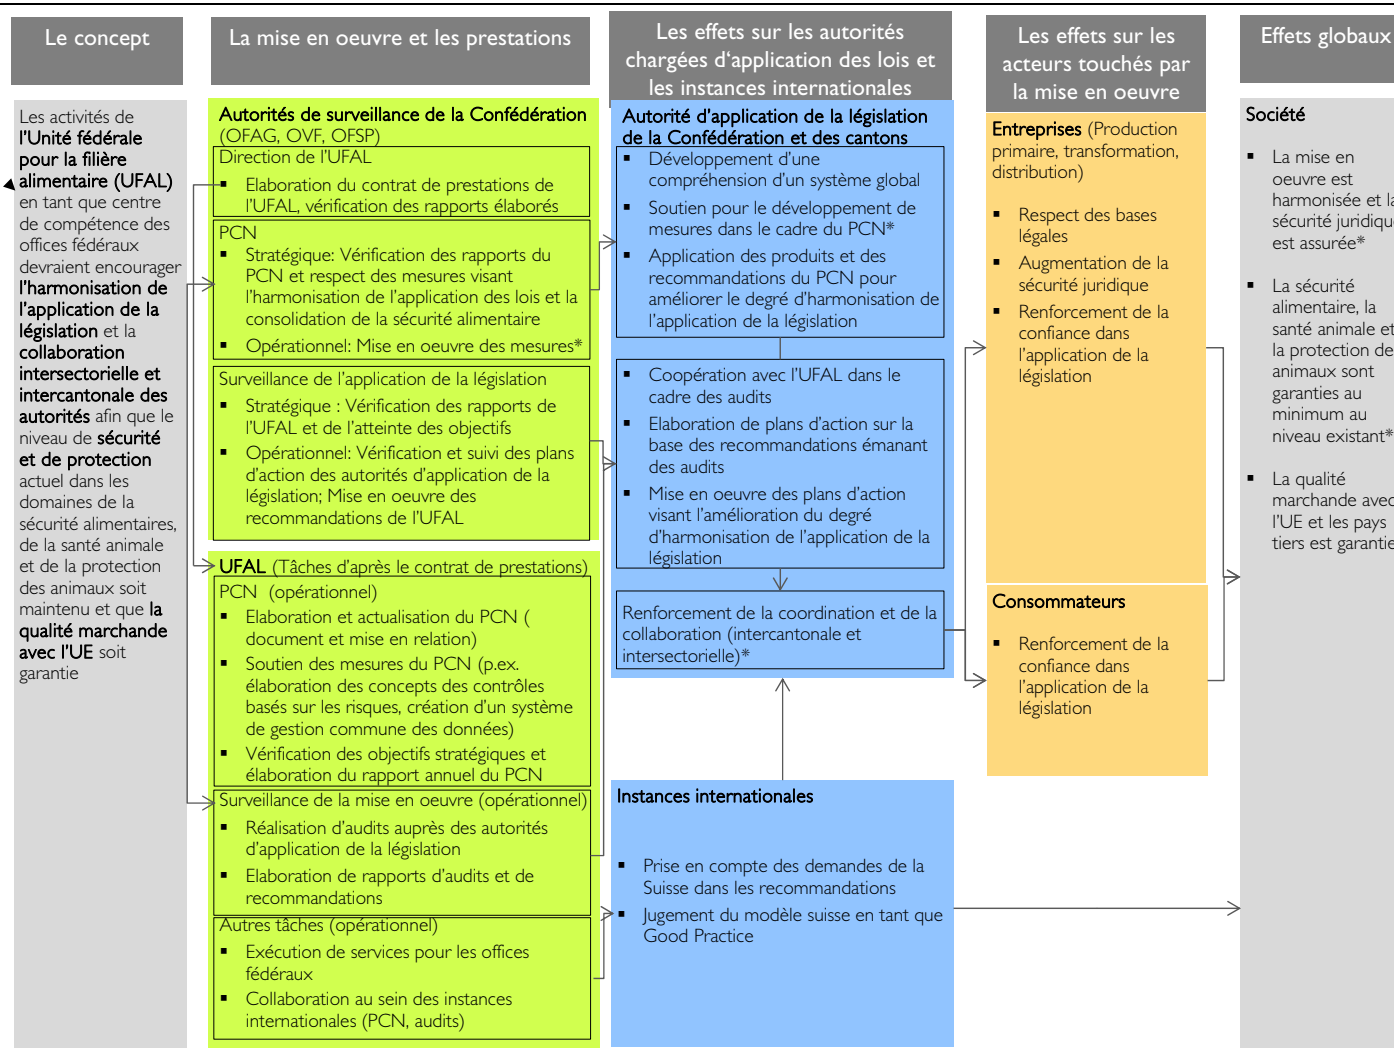 Le concept
La mise en oeuvre et les prestations
Les effets sur les autorités
chargées d'application des lois et
les instances internationales
Les effets sur les
acteurs touchés par
la mise en oeuvre
Effets globaux
Les activités de
l'Unité fédérale
pour la filière
alimentaire (UFAL)
en tant que centre
de compétence des
offices fédéraux
devraient encourager
l'harmonisation de
l'application de la
législation et la
collaboration
intersectorielle et
intercantonale des
autorités afin que le
niveau de sécurité
et de protection
actuel dans les
domaines de la
sécurité alimentaires,
de la santé animale
et de la protection
des animaux soit
maintenu et que la
qualité marchande
avec l'UE soit
garantie
Autorités de surveillance de la Confédération
(OFAG, OVF, OFSP)
Direction de l'UFAL
▪ Elaboration du contrat de prestations de
l'UFAL, vérification des rapports élaborés
PCN
▪ Stratégique: Vérification des rapports du
PCN et respect des mesures visant
l'harmonisation de l'application des lois et la
consolidation de la sécurité alimentaire
▪ Opérationnel: Mise en oeuvre des mesures*
Surveillance de l'application de la législation
▪ Stratégique : Vérification des rapports de
l'UFAL et de l'atteinte des objectifs
▪ Opérationnel: Vérification et suivi des plans
d'action des autorités d'application de la
législation; Mise en oeuvre des
recommandations de l'UFAL
UFAL (Tâches d'après le contrat de prestations)
PCN (opérationnel)
▪ Elaboration et actualisation du PCN (
document et mise en relation)
▪ Soutien des mesures du PCN (p.ex.
élaboration des concepts des contrôles
basés sur les risques, création d'un système
de gestion commune des données)
▪ Vérification des objectifs stratégiques et
élaboration du rapport annuel du PCN
Surveillance de la mise en oeuvre (opérationnel)
▪ Réalisation d'audits auprès des autorités
d'application de la législation
▪ Elaboration de rapports d'audits et de
recommandations
Autres tâches (opérationnel)
▪ Exécution de services pour les offices
fédéraux
▪ Collaboration au sein des instances
internationales (PCN, audits)
Autorité d'application de la législation
de la Confédération et des cantons
▪ Développement d'une
compréhension d'un système global
▪ Soutien pour le développement de
mesures dans le cadre du PCN*
▪ Application des produits et des
recommandations du PCN pour
améliorer le degré d'harmonisation de
l'application de la législation
▪ Coopération avec l'UFAL dans le
cadre des audits
▪ Elaboration de plans d'action sur la
base des recommandations émanant
des audits
▪ Mise en oeuvre des plans d'action
visant l'amélioration du degré
d'harmonisation de l'application de la
législation
Renforcement de la coordination et de la
collaboration (intercantonale et
intersectorielle)*
Instances internationales
▪ Prise en compte des demandes de la
Suisse dans les recommandations
▪ Jugement du modèle suisse en tant que
Good Practice
Entreprises (Production
primaire, transformation,
distribution)
▪ Respect des bases
légales
▪ Augmentation de la
sécurité juridique
▪ Renforcement de la
confiance dans
l'application de la
législation
Consommateurs
▪ Renforcement de la
confiance dans
l'application de la
législation
Société
▪ La mise en
oeuvre est
harmonisée et la
sécurité juridique
est assurée*
▪ La sécurité
alimentaire, la
santé animale et
la protection des
animaux sont
garanties au
minimum au
niveau existant*
▪ La qualité
marchande avec
l'UE et les pays
tiers est garantie